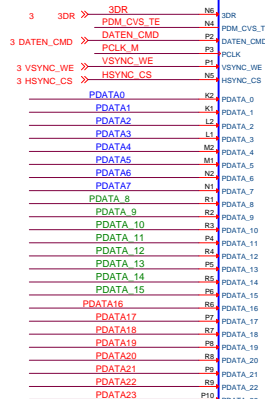 3 3DR 3DR N6 3DR
PDM_CVS_TE N4 PDM_CVS_TE
3 DATEN_CMD DATEN_CMD P2 DATEN_CMD
PCLK_M P3 PCLK
3 VSYNC_WE VSYNC_WE P1 VSYNC_WE
3 HSYNC_CS HSYNC_CS N5 HSYNC_CS
PDATA0 K2 PDATA_0
PDATA1 K1 PDATA_1
PDATA2 L2 PDATA_2
PDATA3 L1 PDATA_3
PDATA4 M2 PDATA_4
PDATA5 M1 PDATA_5
PDATA6 N2 PDATA_6
PDATA7 N1 PDATA_7
PDATA_8 R1 PDATA_8
PDATA_9 R2 PDATA_9
PDATA_10 R3 PDATA_10
PDATA_11 P4 PDATA_11
PDATA_12 R4 PDATA_12
PDATA_13 P5 PDATA_13
PDATA_14 R5 PDATA_14
PDATA_15 P6 PDATA_15
PDATA16 R6 PDATA_16
PDATA17 P7 PDATA_17
PDATA18 R7 PDATA_18
PDATA19 P8 PDATA_19
PDATA20 R8 PDATA_20
PDATA21 P9 PDATA_21
PDATA22 R9 PDATA_22
PDATA23 P10